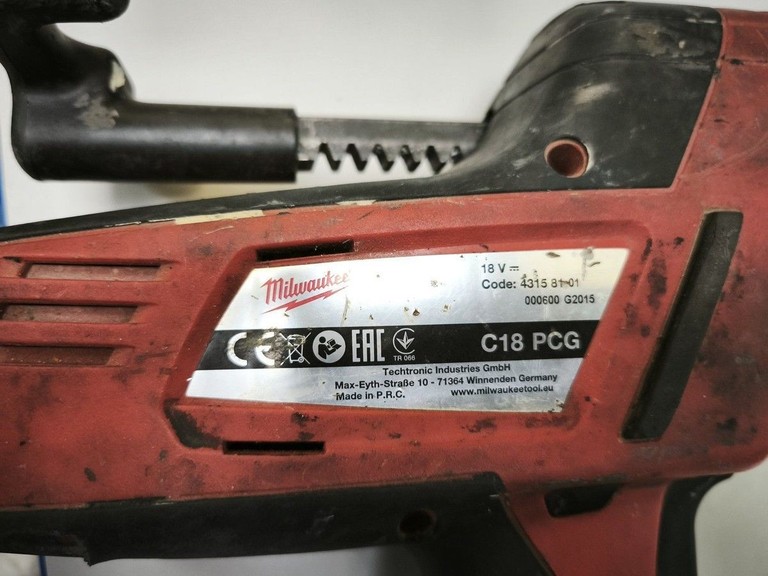 Milwaukee
18 V
Code: 4315 81 01
000600 G2015
CE EAC TR 066
C18 PCG
Techtronic Industries GmbH
Max-Eyth-Straße 10 - 71364 Winnenden Germany
Made in P.R.C. www.milwaukeetool.eu